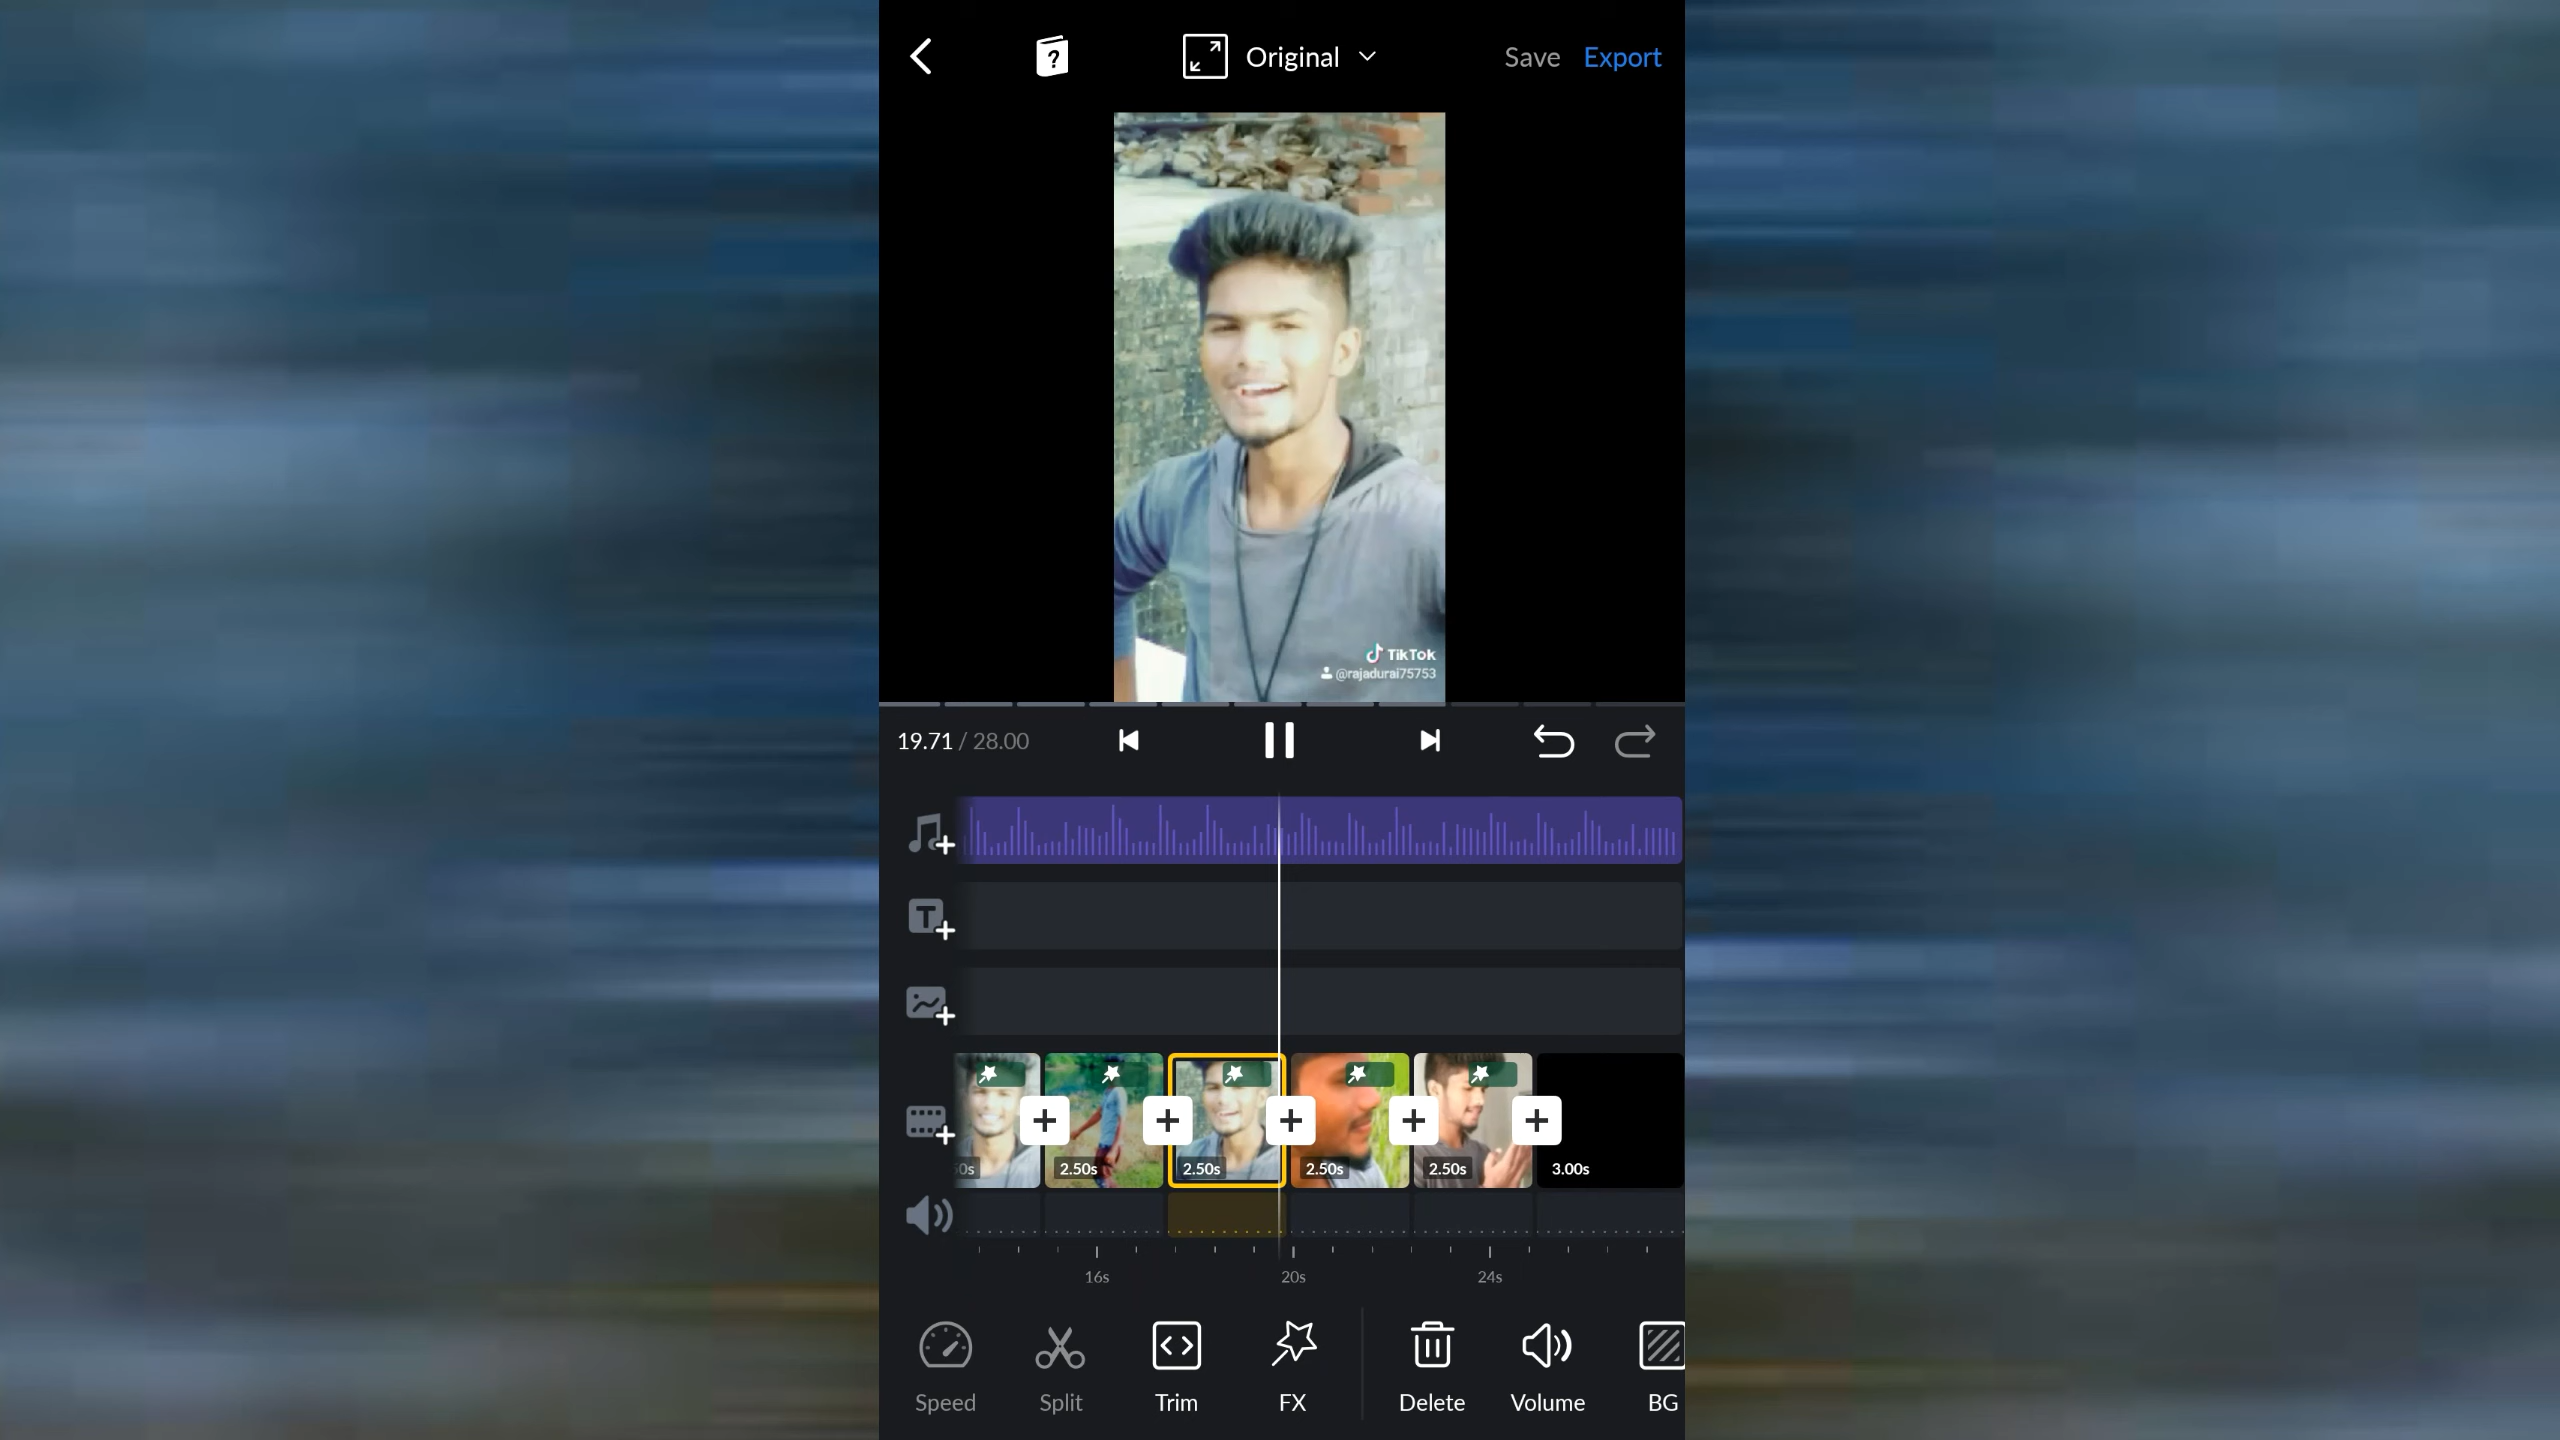 Original
Save
Export
TikTok
@rajadurai75753
19.71 / 28.00
0s
2.50s
2.50s
2.50s
2.50s
3.00s
16s
20s
24s
Speed
Split
Trim
FX
Delete
Volume
BG